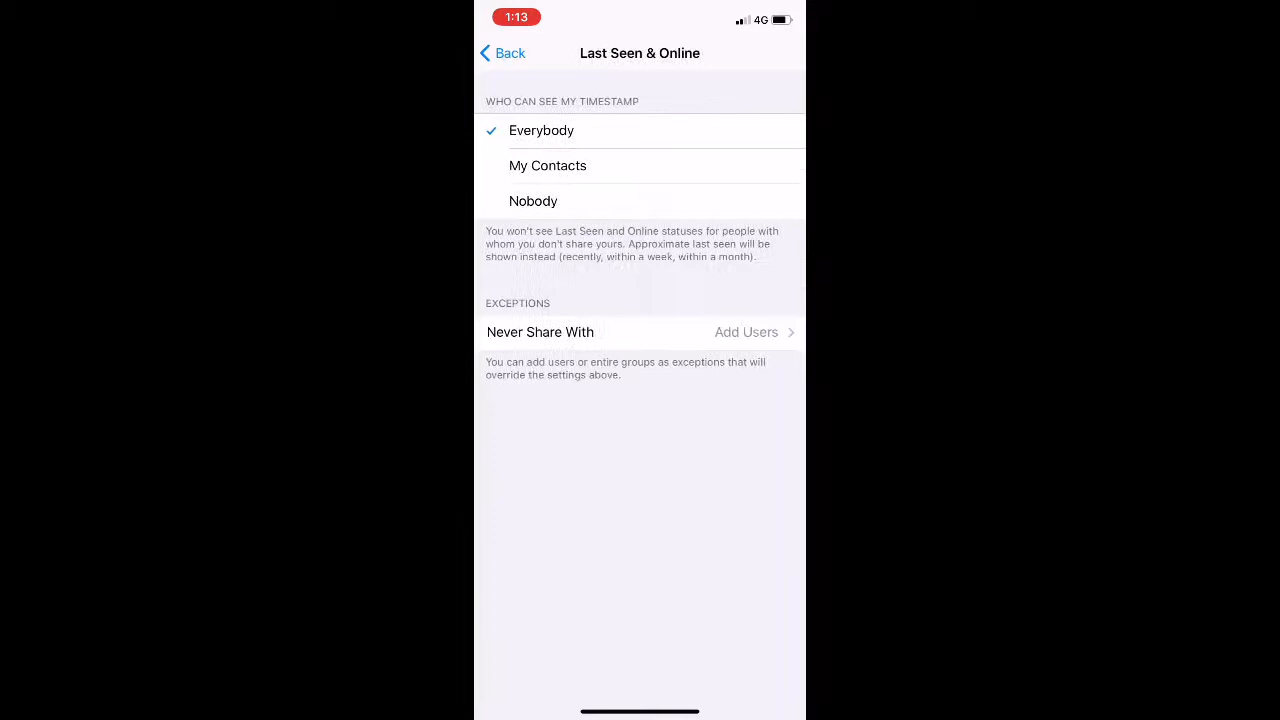 1:13
4G
Back
Last Seen & Online
WHO CAN SEE MY TIMESTAMP
Everybody
My Contacts
Nobody
You won't see Last Seen and Online statuses for people with
whom you don't share yours. Approximate last seen will be
shown instead (recently, within a week, within a month).
EXCEPTIONS
Never Share With Add Users
You can add users or entire groups as exceptions that will
override the settings above.